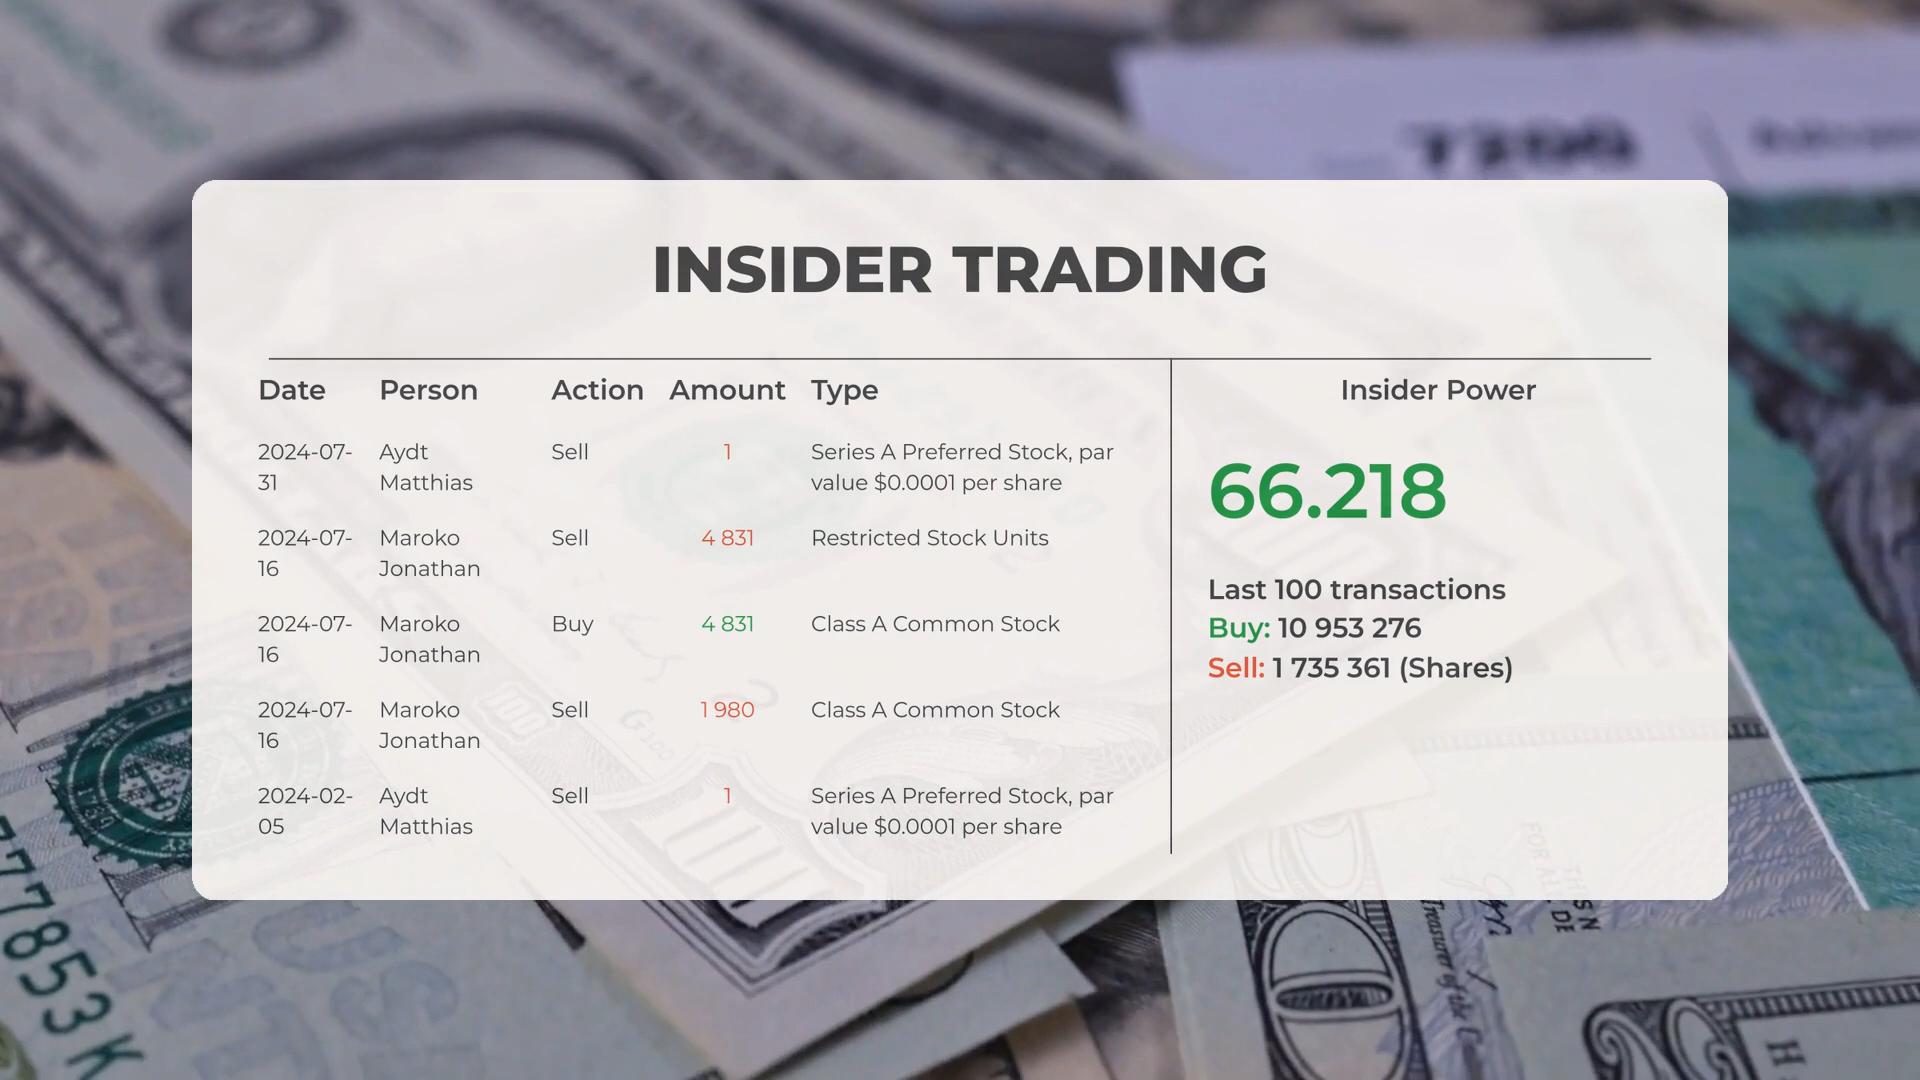 INSIDER TRADING
Date Person Action Amount Type
2024-07-31 Aydt Matthias Sell 1 Series A Preferred Stock, par value $0.0001 per share
2024-07-16 Maroko Jonathan Sell 4 831 Restricted Stock Units
2024-07-16 Maroko Jonathan Buy 4 831 Class A Common Stock
2024-07-16 Maroko Jonathan Sell 1 980 Class A Common Stock
2024-02-05 Aydt Matthias Sell 1 Series A Preferred Stock, par value $0.0001 per share
Insider Power
66.218
Last 100 transactions
Buy: 10 953 276
Sell: 1 735 361 (Shares)
77853K